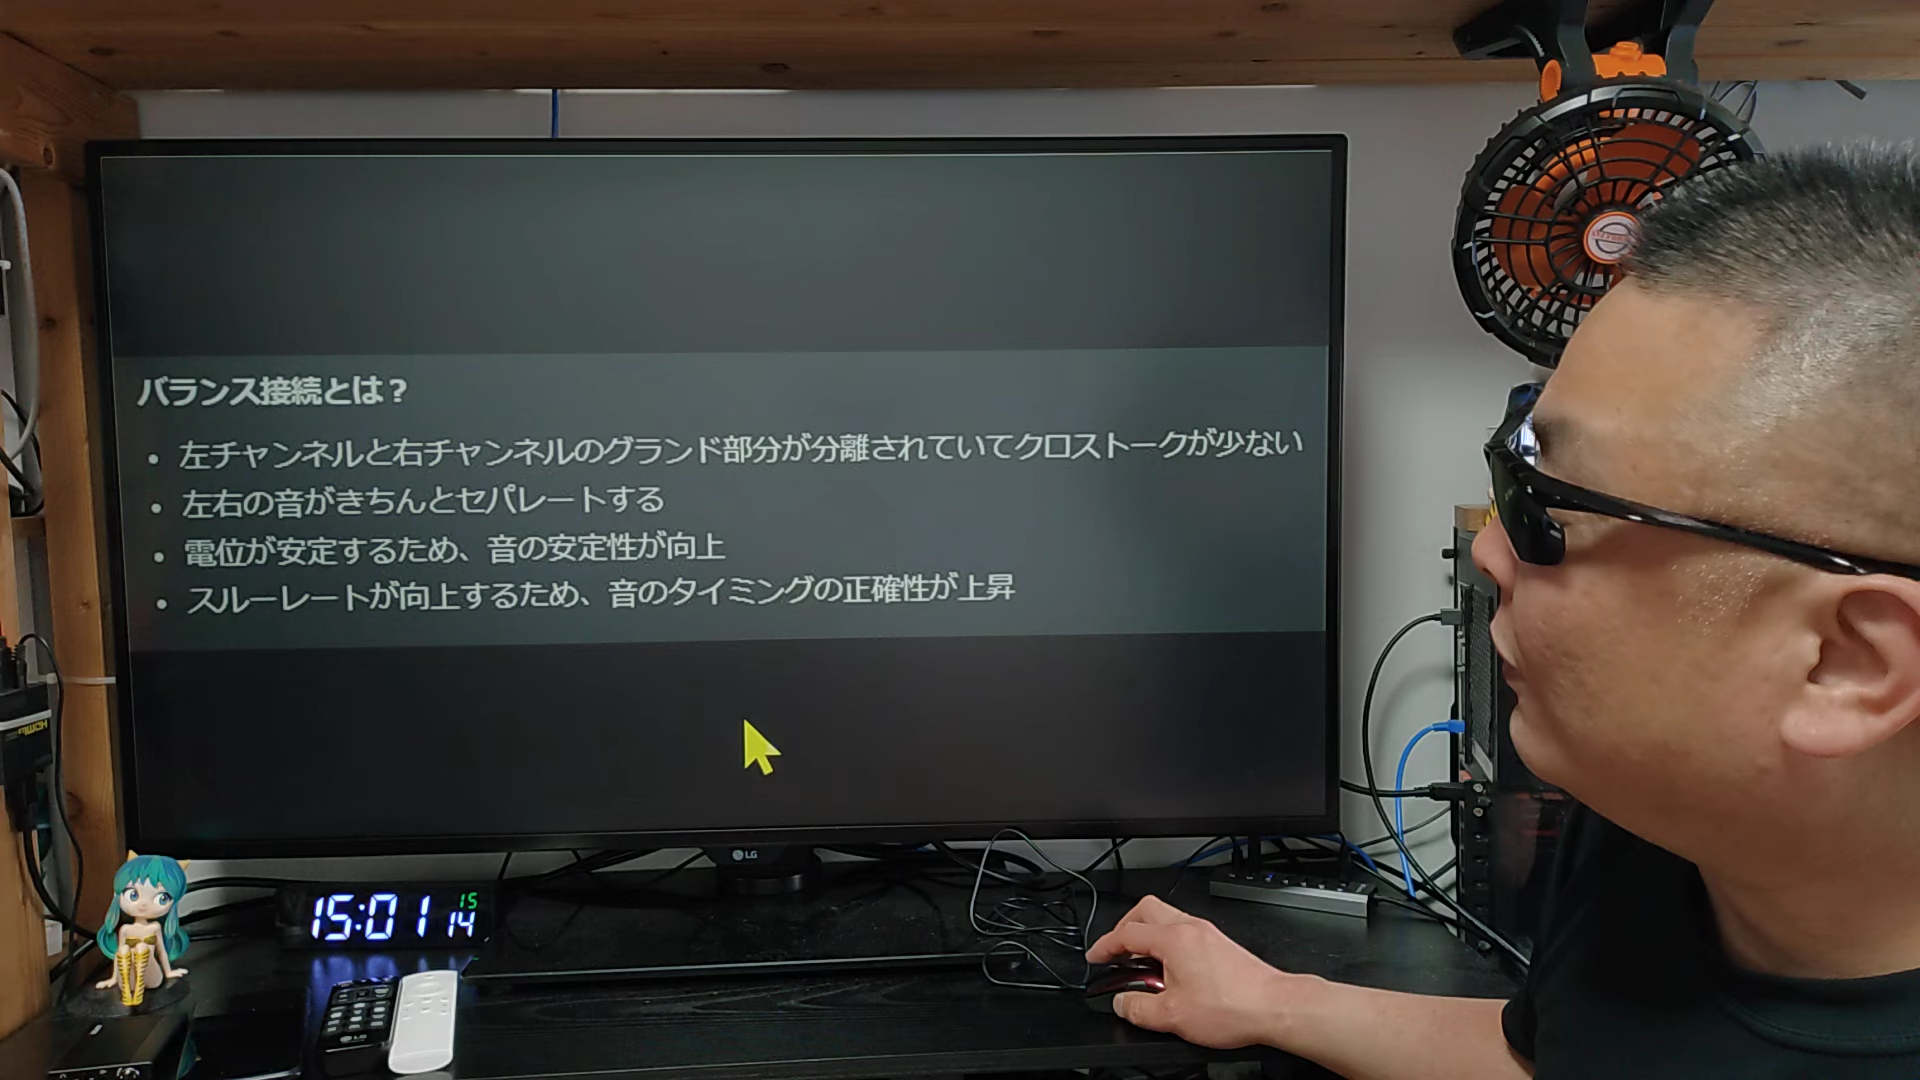 バランス接続とは？
左チャンネルと右チャンネルのグランド部分が分離されていてクロストークが少ない
左右の音がきちんとセパレートする
電位が安定するため、音の安定性が向上
スルーレートが向上するため、音のタイミングの正確性が上昇
LG
15:01 14
15
LG